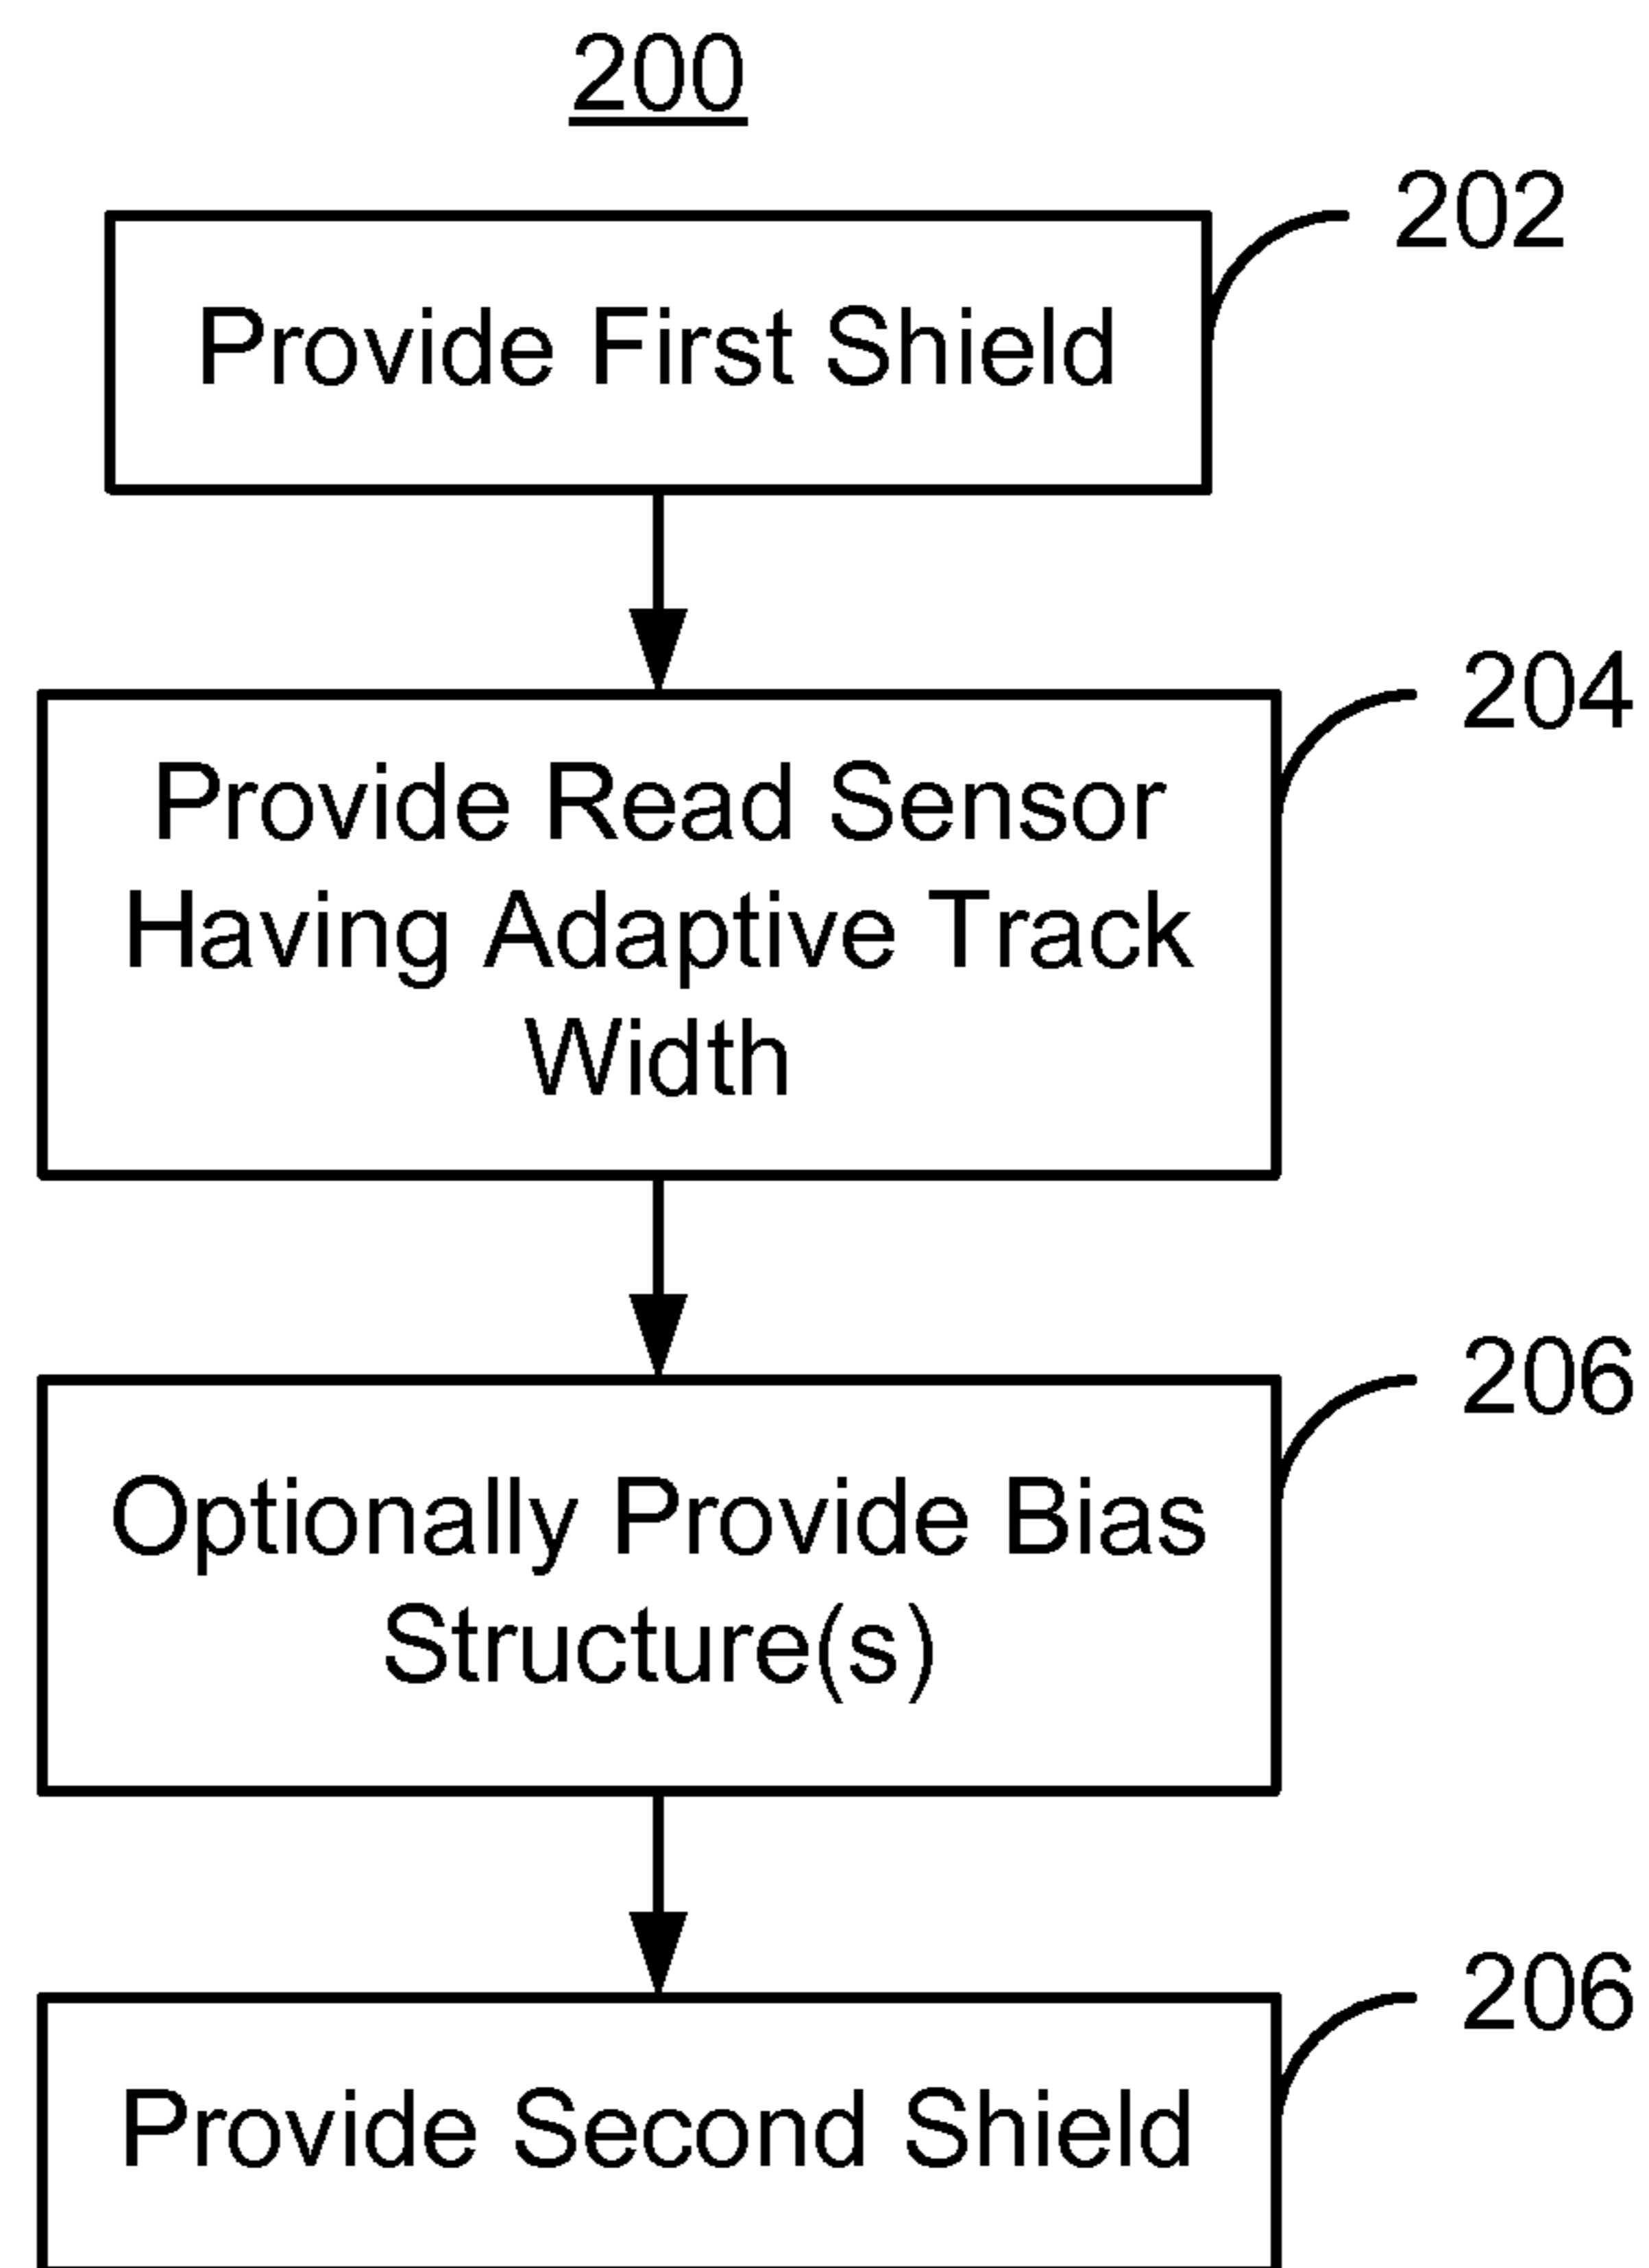 200
202
Provide First Shield
204
Provide Read Sensor
Having Adaptive Track
Width
206
Optionally Provide Bias
Structure(s)
206
Provide Second Shield